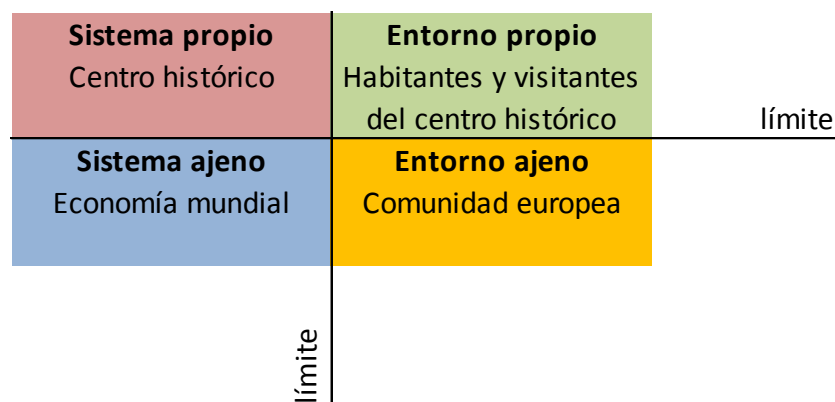 Sistema propio
Centro histórico
Entorno propio
Habitantes y visitantes
del centro histórico
límite
Sistema ajeno
Economía mundial
Entorno ajeno
Comunidad europea
límite